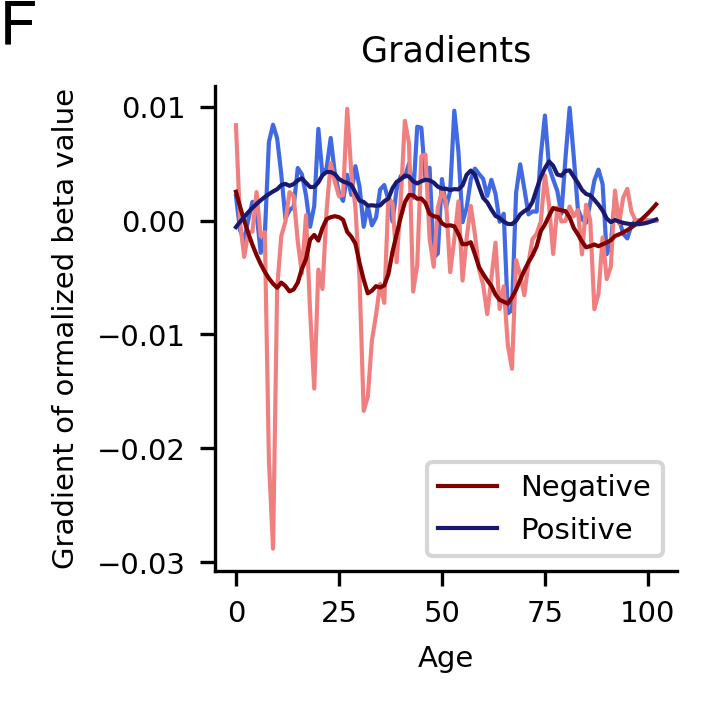 F
Gradients
Gradient of ormalized beta value
0.01
0.00
−0.01
−0.02
−0.03
Negative
Positive
0
25
50
75
100
Age